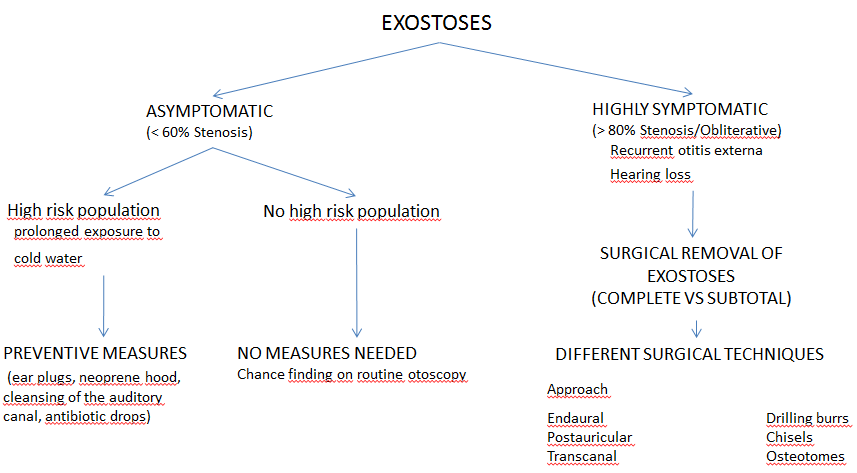 EXOSTOSES
ASYMPTOMATIC
(< 60% Stenosis)
HIGHLY SYMPTOMATIC
(> 80% Stenosis/Obliterative)
Recurrent otitis externa
Hearing loss
High risk population
prolonged exposure to
cold water
No high risk population
SURGICAL REMOVAL OF
EXOSTOSES
(COMPLETE VS SUBTOTAL)
PREVENTIVE MEASURES
(ear plugs, neoprene hood,
cleansing of the auditory
canal, antibiotic drops)
NO MEASURES NEEDED
Chance finding on routine otoscopy
DIFFERENT SURGICAL TECHNIQUES
Approach
Endaural
Postauricular
Transcanal
Drilling burrs
Chisels
Osteotomes